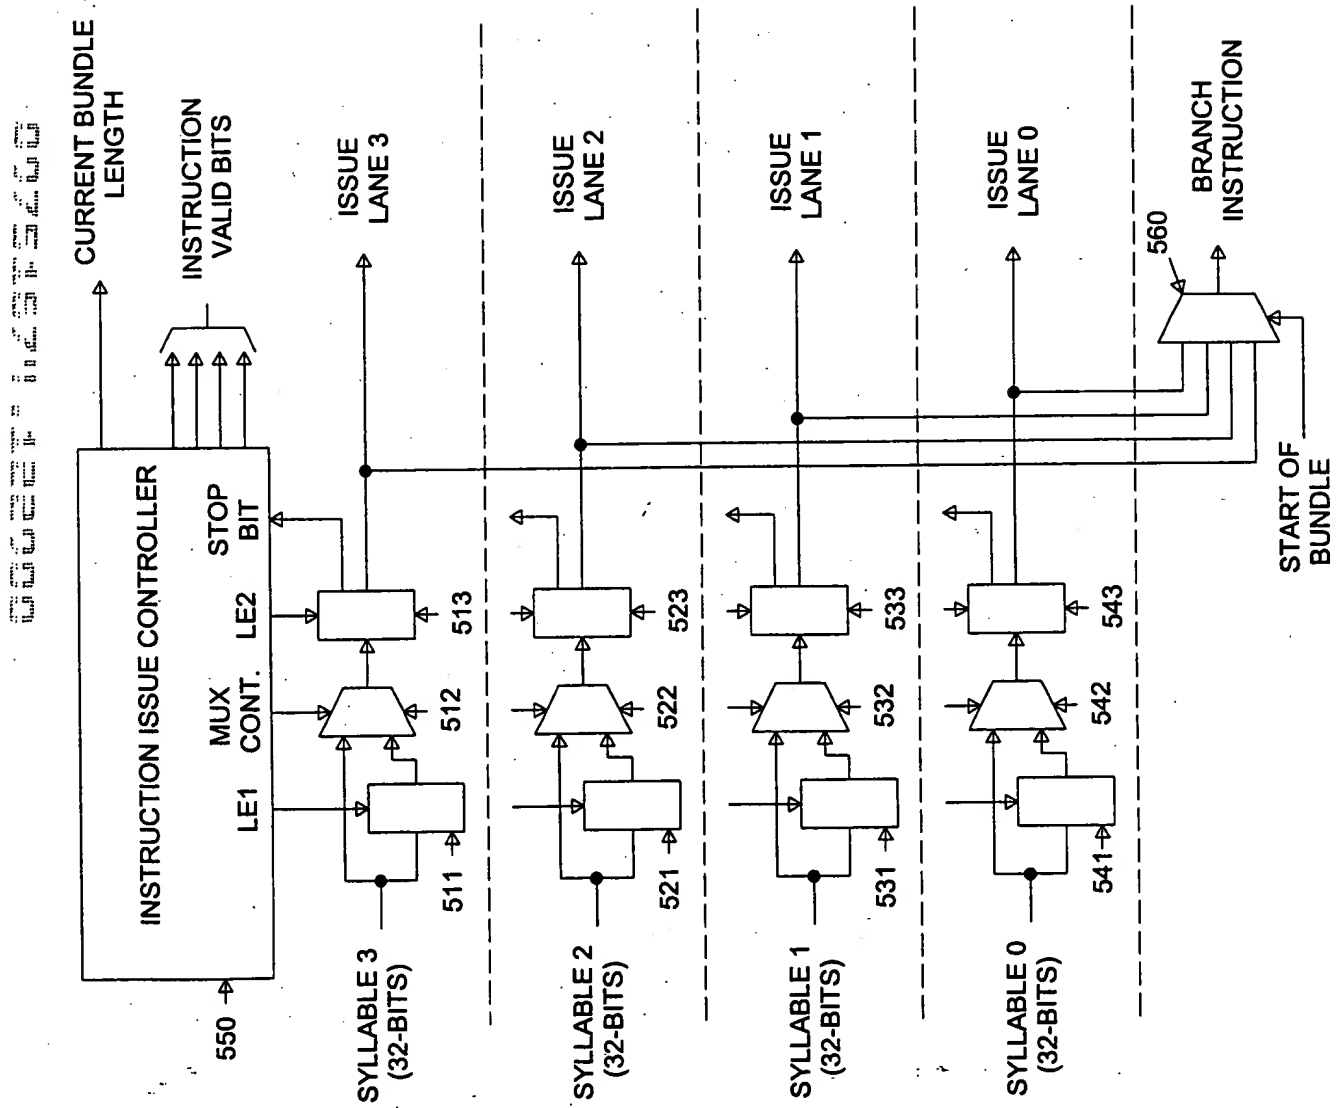 CURRENT BUNDLE
LENGTH
INSTRUCTION
VALID BITS
INSTRUCTION ISSUE CONTROLLER
LE1
MUX
CONT.
LE2
STOP
BIT
550
SYLLABLE 3
(32-BITS)
511
512
513
ISSUE
LANE 3
SYLLABLE 2
(32-BITS)
521
522
523
ISSUE
LANE 2
SYLLABLE 1
(32-BITS)
531
532
533
ISSUE
LANE 1
SYLLABLE 0
(32-BITS)
541
542
543
ISSUE
LANE 0
START OF
BUNDLE
560
BRANCH
INSTRUCTION